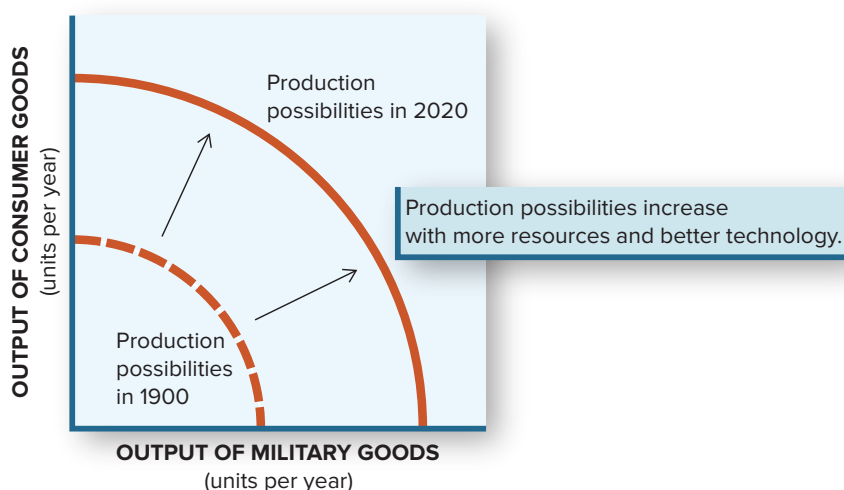 OUTPUT OF CONSUMER GOODS
(units per year)
Production
possibilities in 2020
Production possibilities increase
with more resources and better technology.
Production
possibilities
in 1900
OUTPUT OF MILITARY GOODS
(units per year)